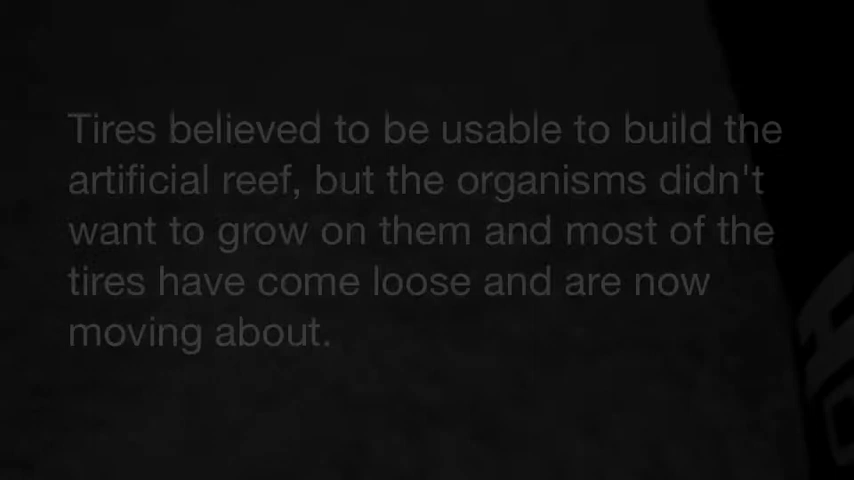 Tires believed to be usable to build the
artificial reef, but the organisms didn't
want to grow on them and most of the
tires have come loose and are now
moving about.